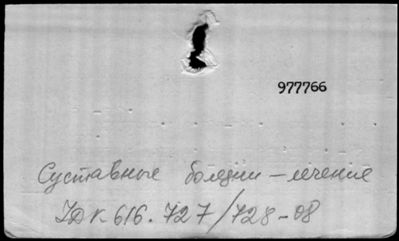 977766
Суставные болезни – лечение
УДК 616.727/728-08